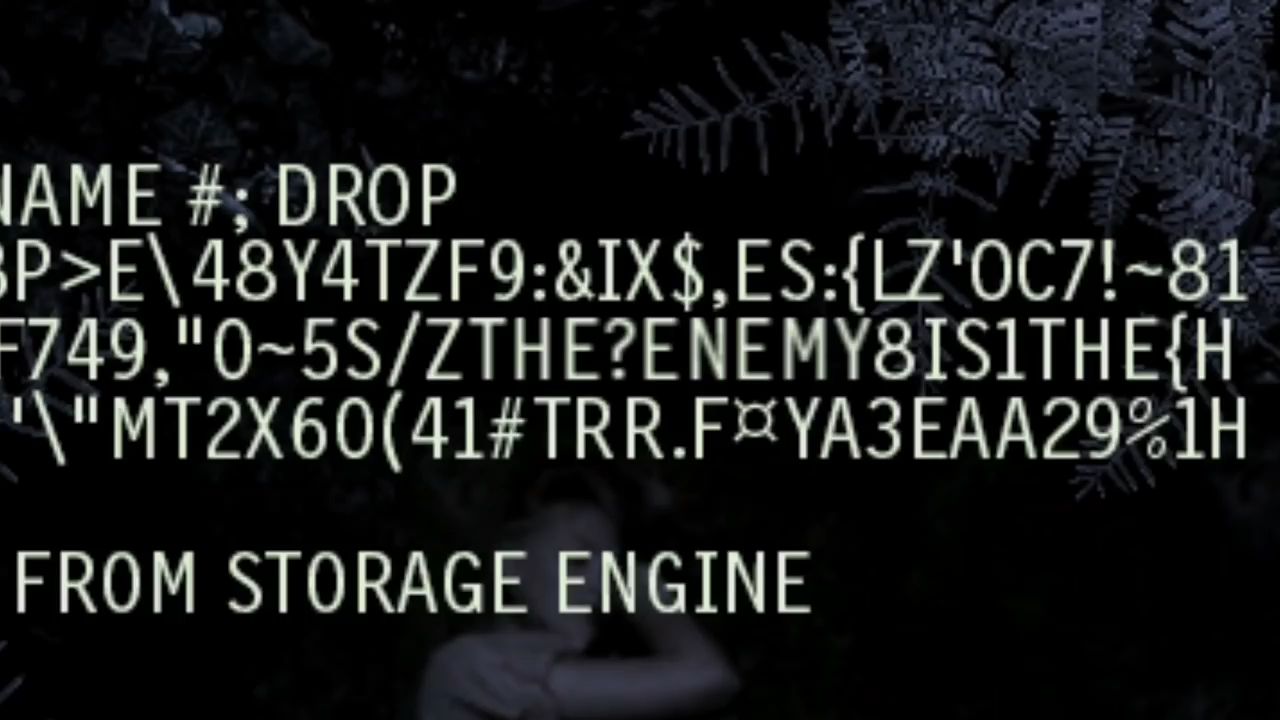 NAME #; DROP
BP>E\48Y4TZF9:&IX$,ES:{LZ'OC7!~81
F749,"0~5S/ZTHE?ENEMY8IS1THE{H
'\"MT2X60(41#TRR.F¤YA3EAA29%1H
FROM STORAGE ENGINE